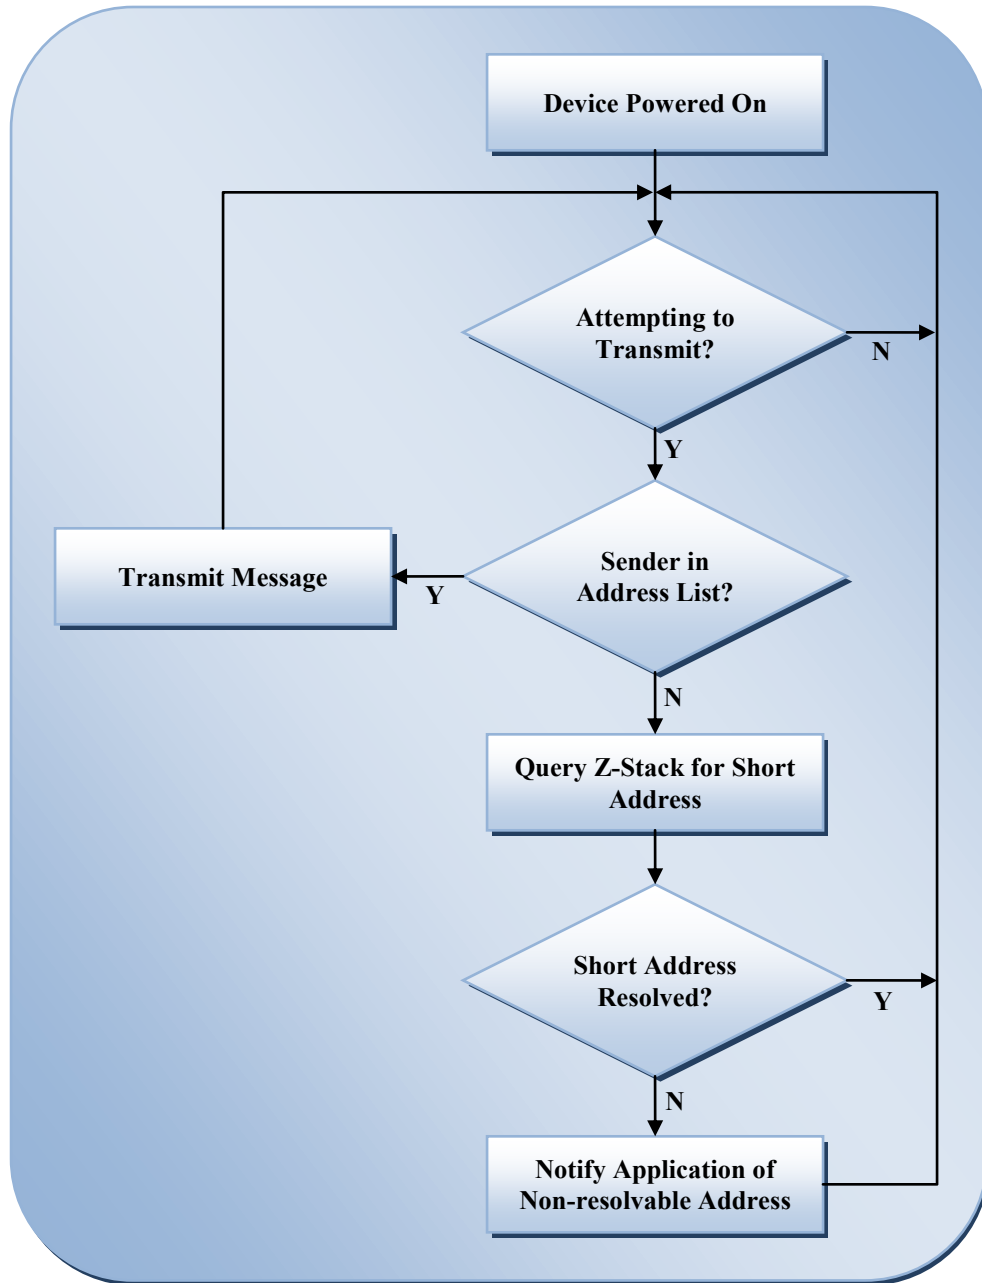 Device Powered On
Attempting to
Transmit?
N
Y
Sender in
Address List?
Transmit Message
Y
N
Query Z-Stack for Short
Address
Short Address
Resolved?
Y
N
Notify Application of
Non-resolvable Address